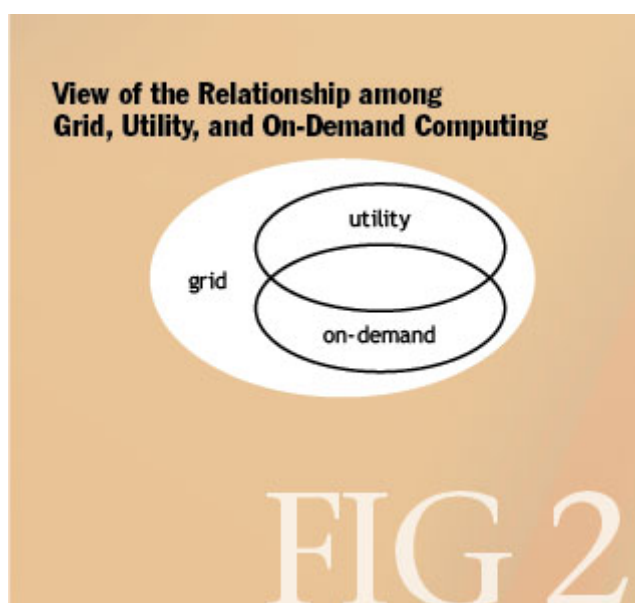 View of the Relationship among
Grid, Utility, and On-Demand Computing
utility
grid
on-demand
FIG 2